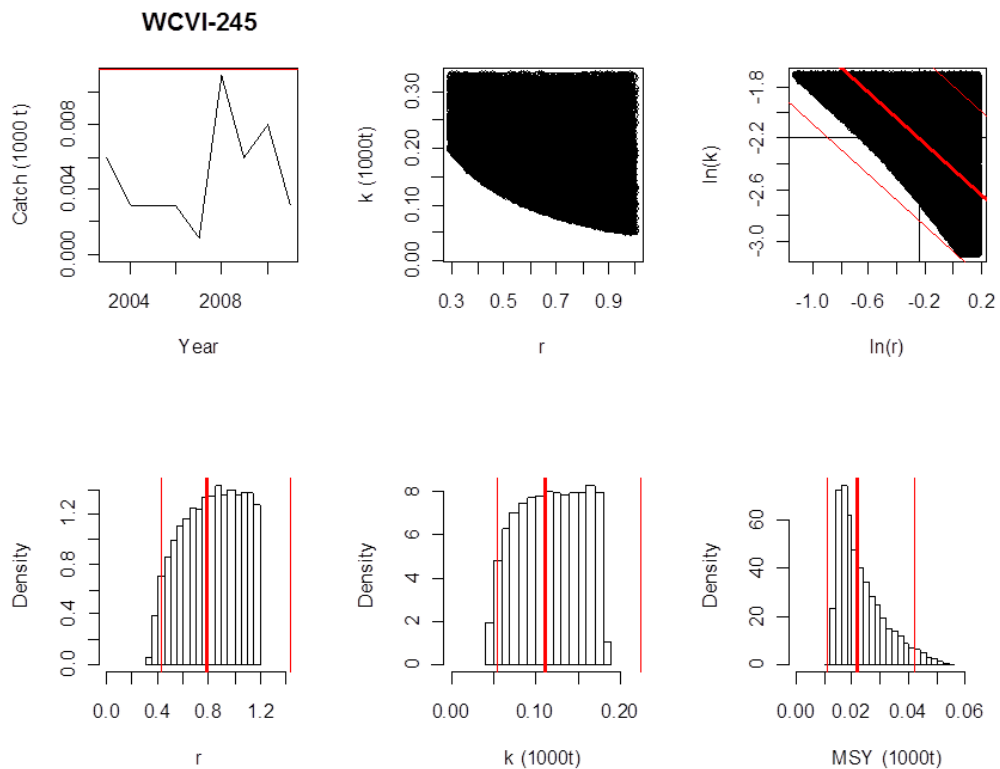 WCVI-245
Catch (1000 t)
0.000 0.004 0.008
2004 2008
Year
k (1000t)
0.00 0.10 0.20 0.30
0.3 0.5 0.7 0.9
r
ln(k)
-3.0 -2.6 -2.2 -1.8
-1.0 -0.6 -0.2 0.2
ln(r)
Density
0.0 0.4 0.8 1.2
0.0 0.4 0.8 1.2
r
Density
0 2 4 6 8
0.00 0.10 0.20
k (1000t)
Density
0 20 40 60
0.00 0.02 0.04 0.06
MSY (1000t)